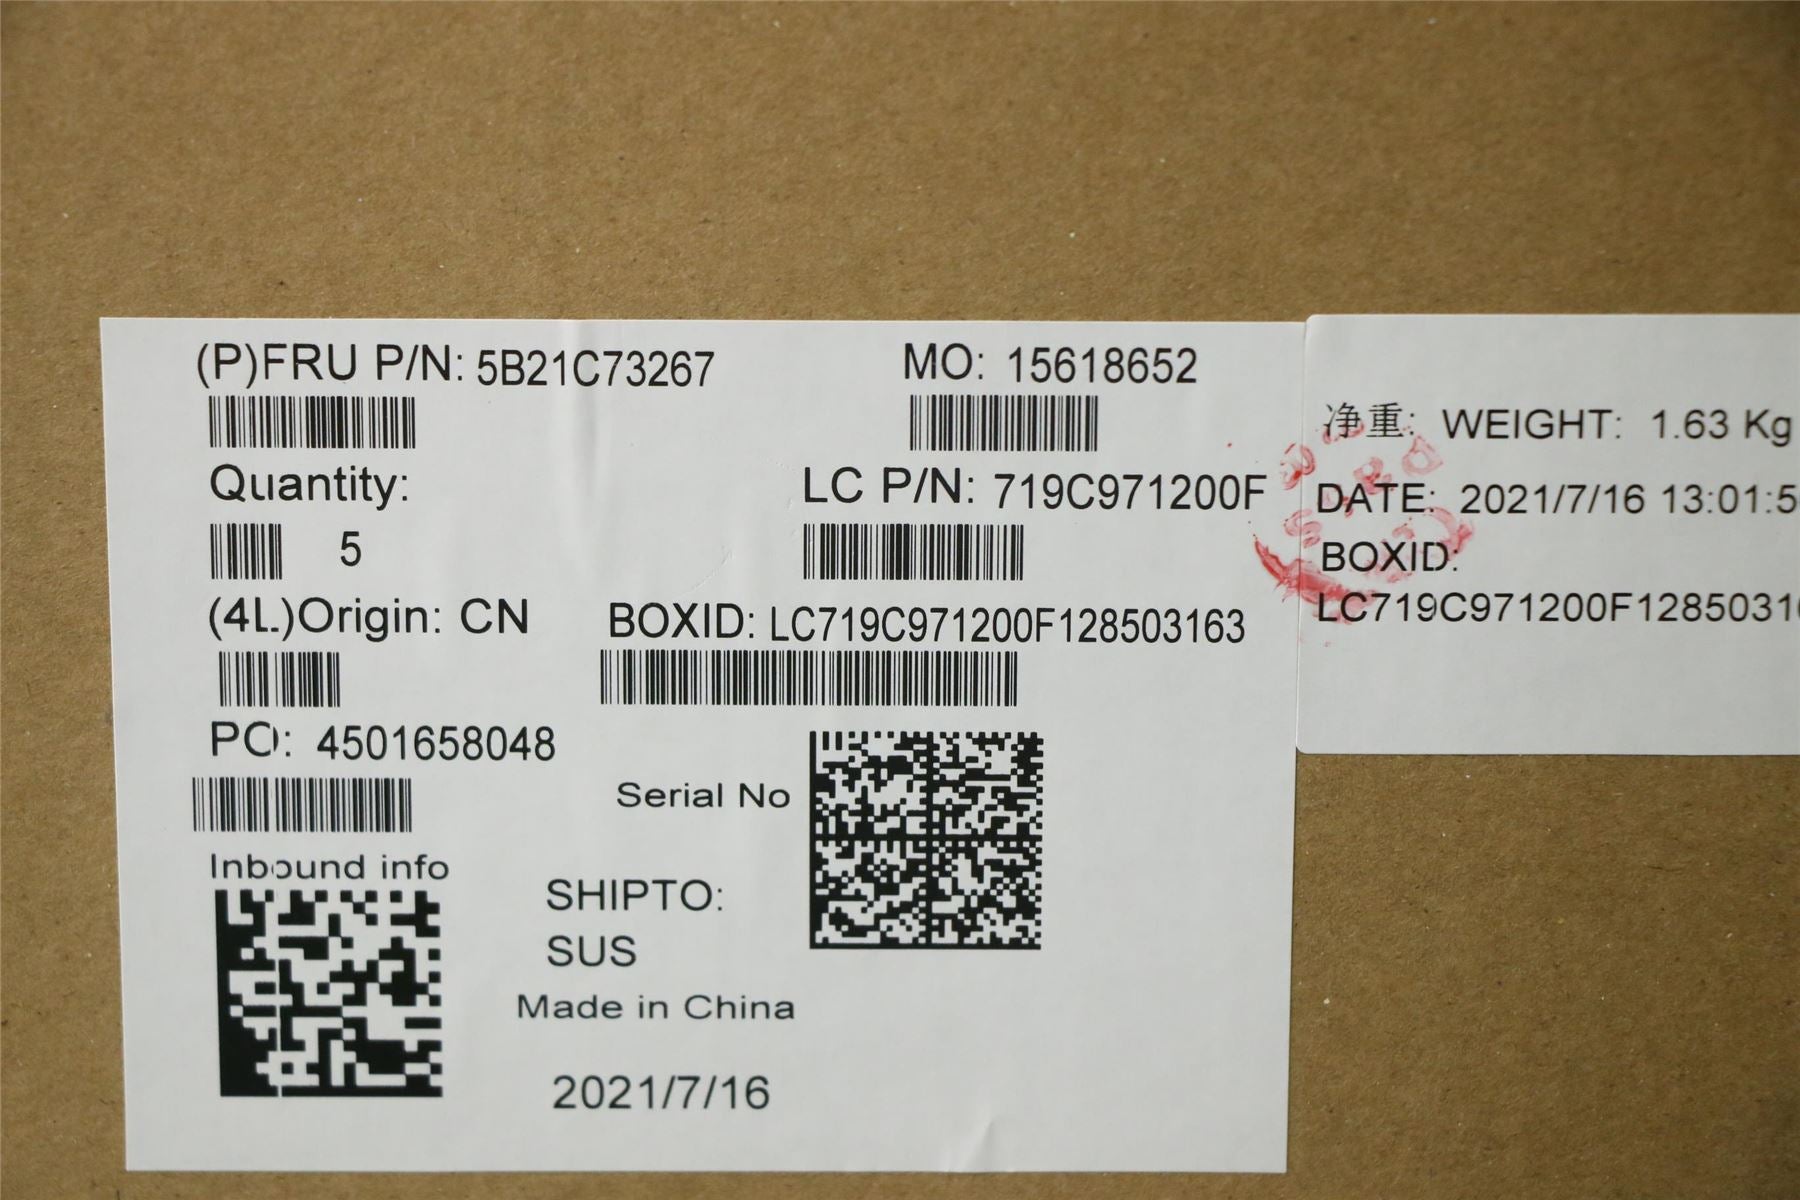 (P)FRU P/N: 5B21C73267
MO: 15618652
Quantity:
5
LC P/N: 719C971200F
(4L)Origin: CN
BOXID: LC719C971200F128503163
PO: 4501658048
Serial No
Inbound info
SHIPTO:
SUS
Made in China
2021/7/16
净重: WEIGHT: 1.63 Kg
DATE: 2021/7/16 13:01:5
BOXID:
LC719C971200F12850316